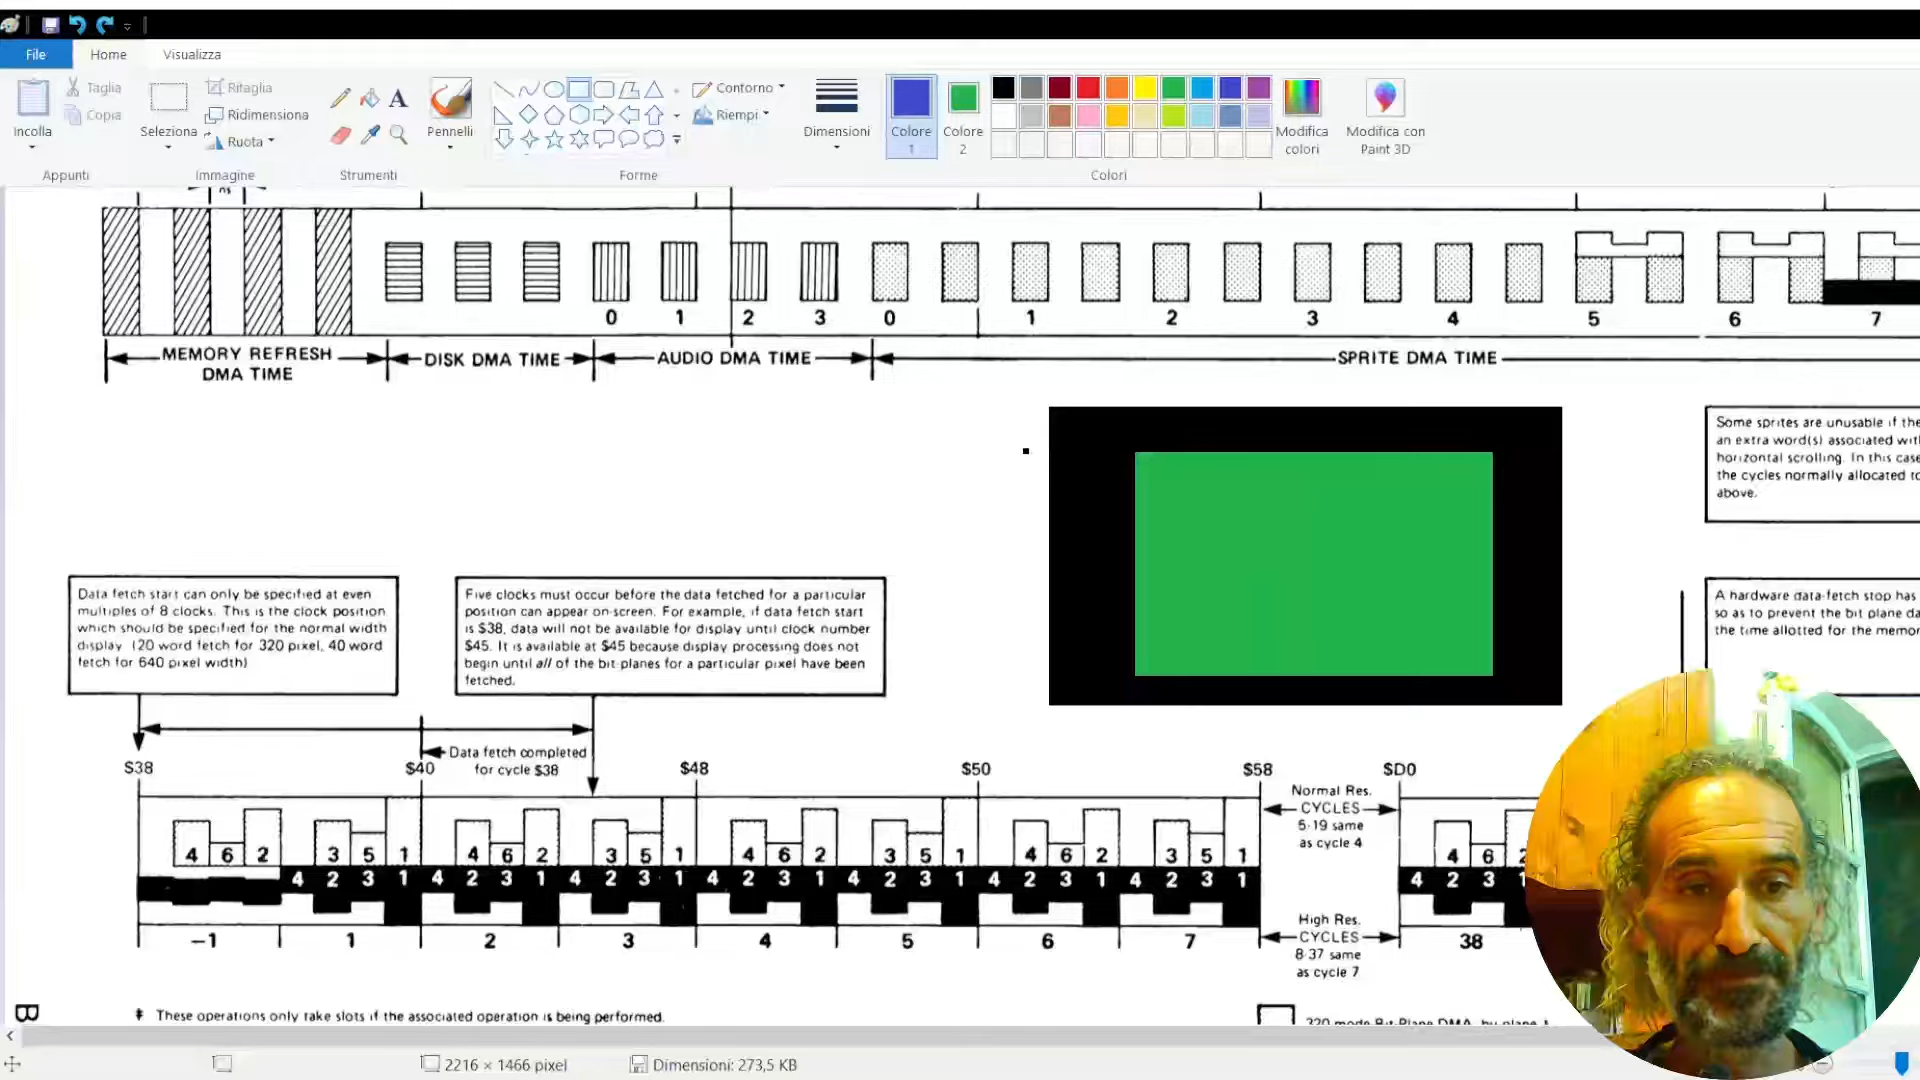 File Home Visualizza
Incolla
Taglia
Copia
Appunti
Seleziona
Ritaglia
Ridimensiona
Ruota
Immagine
A
Strumenti
Pennelli
Contorno
Riempi
Forme
Dimensioni
Colore 1
Colore 2
Colori
Modifica colori
Modifica con Paint 3D
ns
0 1 2 3 0 1 2 3 4 5 6 7
MEMORY REFRESH
DMA TIME
DISK DMA TIME
AUDIO DMA TIME
SPRITE DMA TIME
Some sprites are unusable if the
an extra word(s) associated with
horizontal scrolling. In this case
the cycles normally allocated to
above.
Data fetch start can only be specified at even
multiples of 8 clocks. This is the clock position
which should be specified for the normal width
display (20 word fetch for 320 pixel, 40 word
fetch for 640 pixel width)
Five clocks must occur before the data fetched for a particular
position can appear on-screen. For example, if data fetch start
is $38, data will not be available for display until clock number
$45. It is available at $45 because display processing does not
begin until all of the bit-planes for a particular pixel have been
fetched.
A hardware data-fetch stop has
so as to prevent the bit plane da
the time allotted for the memor
Data fetch completed
for cycle $38
$38 $40 $48 $50 $58 $D0
Normal Res.
CYCLES
5-19 same
as cycle 4
4 6 2 3 5 1 4 6 2 3 5 1 4 6 2 3 5 1 4 6 2 3 5 1 4 6 2
4 2 3 1 4 2 3 1 4 2 3 1 4 2 3 1 4 2 3 1 4 2 3 1 4 2 3 1 4 2 3 1
High Res.
CYCLES
8-37 same
as cycle 7
-1 1 2 3 4 5 6 7 38
B
‡ These operations only take slots if the associated operation is being performed.
320 mode Bit-Plane DMA, by plane
2216 × 1466 pixel
Dimensioni: 273,5 KB